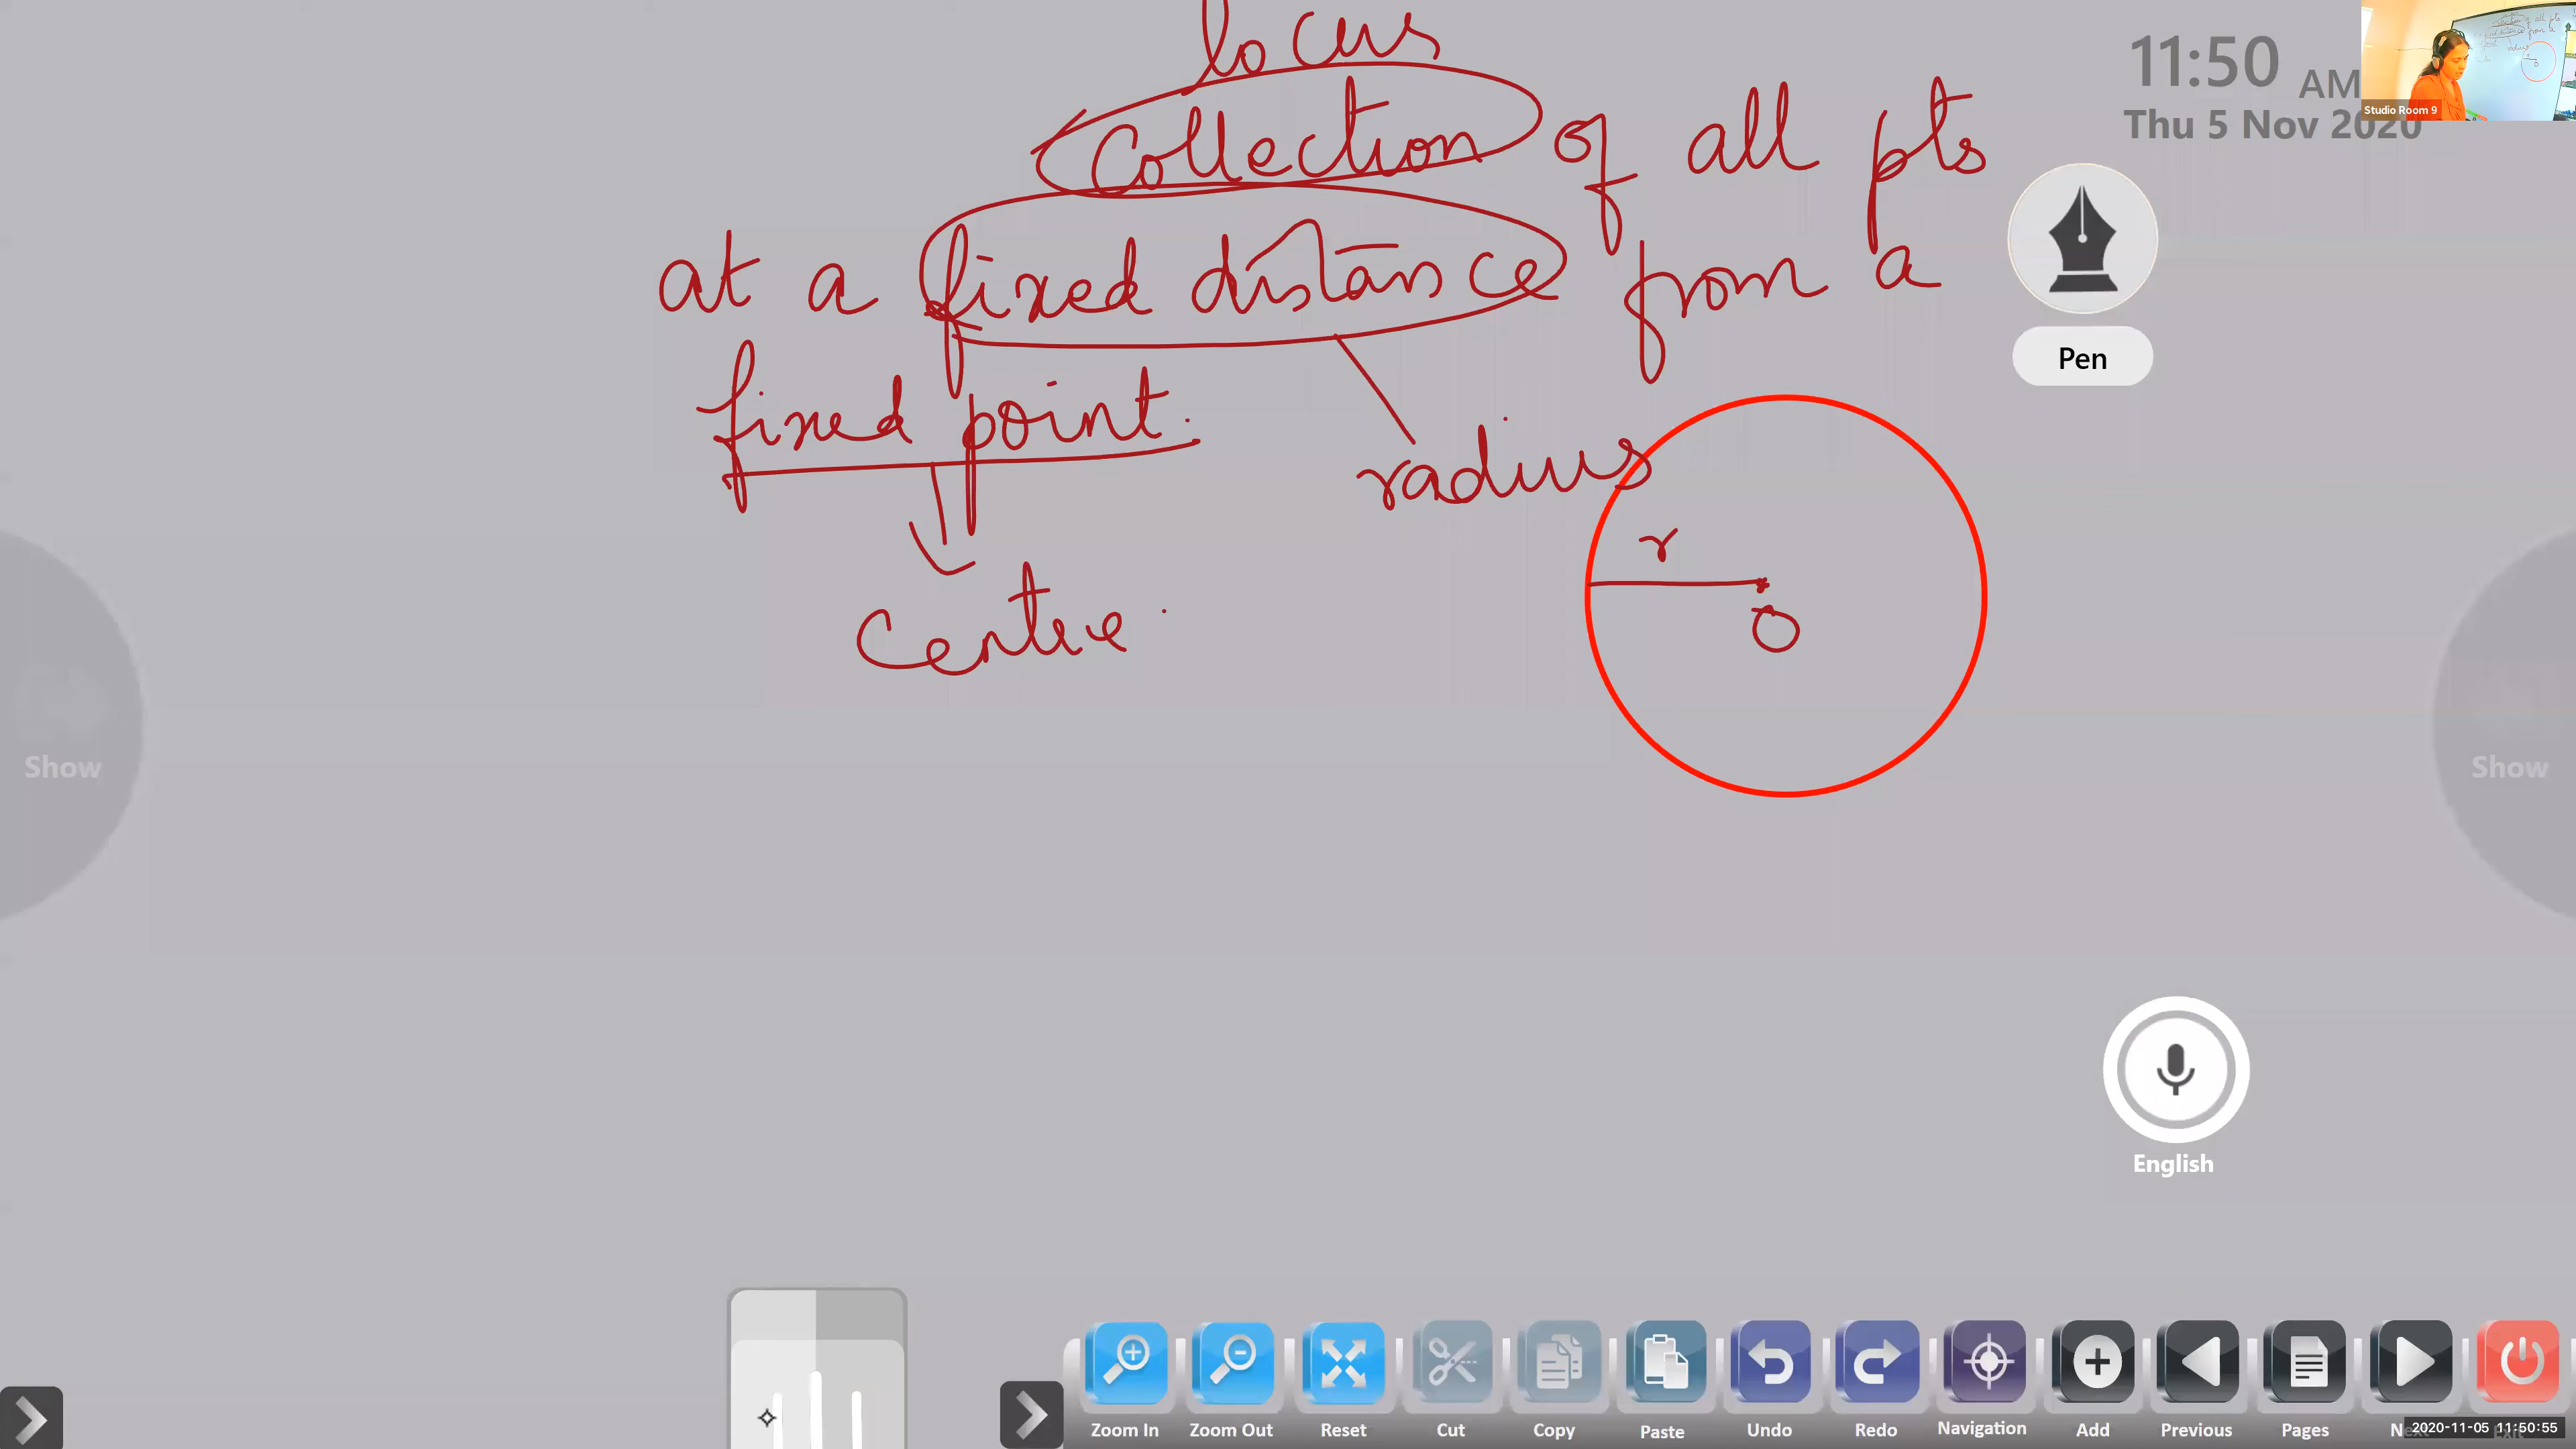 locus
Collection of all pts
at a fixed distance from a
fixed point.
radius
r
O
Centre
11:50 AM
Thu 5 Nov 2020
Studio Room 9
Pen
Show
Show
English
Zoom In
Zoom Out
Reset
Cut
Copy
Paste
Undo
Redo
Navigation
Add
Previous
Pages
2020-11-05 11:50:55